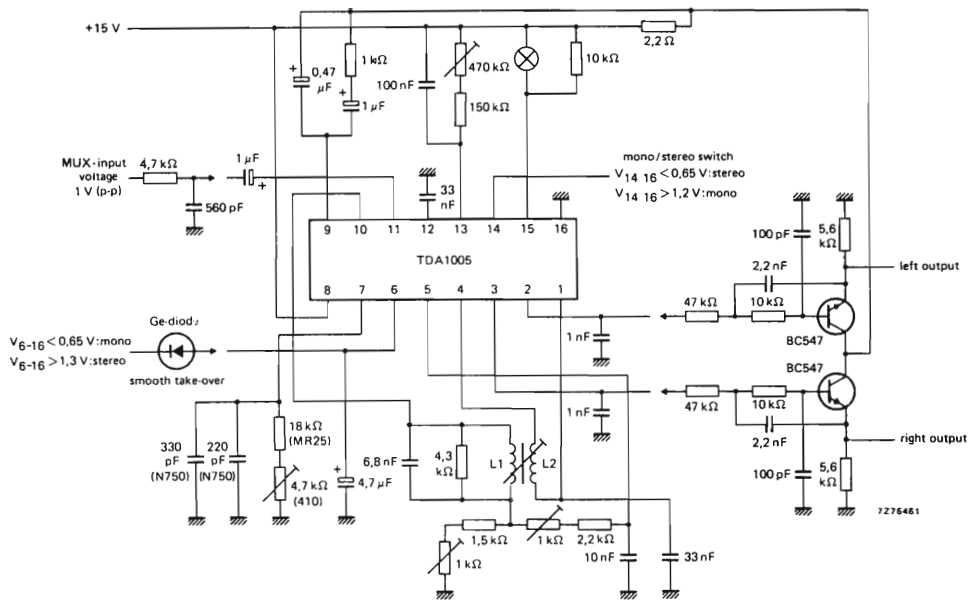 +15 V
2,2 Ω
0,47
µF
1 kΩ
1 µF
100 nF
470 kΩ
150 kΩ
10 kΩ
MUX-input
voltage
1 V (p-p)
4,7 kΩ
560 pF
1 µF
33
nF
mono/stereo switch
V14 16 <0,65 V:stereo
V14 16 >1,2 V:mono
9 10 11 12 13 14 15 16
TDA1005
8 7 6 5 4 3 2 1
100 pF
5,6
kΩ
2,2 nF
left output
47 kΩ
10 kΩ
BC547
1 nF
Ge-diode
V6-16 <0,65 V:mono
V6-16 >1,3 V:stereo
smooth take-over
BC547
47 kΩ
10 kΩ
1 nF
2,2 nF
right output
100 pF
5,6
kΩ
330
pF
(N750)
220
pF
(N750)
18 kΩ
(MR25)
4,7 kΩ
(410)
4,7 µF
6,8 nF
4,3
kΩ
L1
L2
1,5 kΩ
1 kΩ
2,2 kΩ
1 kΩ
10 nF
33 nF
7Z76461